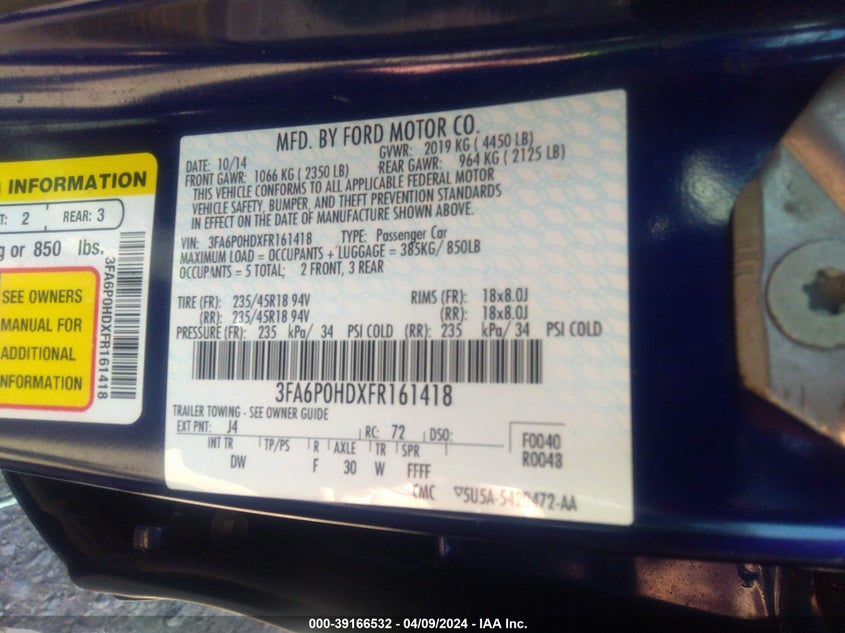 MFD. BY FORD MOTOR CO.
DATE: 10/14 GVWR: 2019 KG ( 4450 LB)
FRONT GAWR: 1066 KG ( 2350 LB) REAR GAWR: 964 KG ( 2125 LB)
THIS VEHICLE CONFORMS TO ALL APPLICABLE FEDERAL MOTOR
VEHICLE SAFETY, BUMPER, AND THEFT PREVENTION STANDARDS
IN EFFECT ON THE DATE OF MANUFACTURE SHOWN ABOVE.
VIN: 3FA6P0HDXFR161418 TYPE: Passenger Car
MAXIMUM LOAD = OCCUPANTS + LUGGAGE = 385KG/ 850LB
OCCUPANTS = 5 TOTAL; 2 FRONT, 3 REAR
TIRE (FR): 235/45R18 94V RIMS (FR): 18x8.0J
(RR): 235/45R18 94V (RR): 18x8.0J
PRESSURE (FR): 235 kPa/ 34 PSI COLD (RR): 235 kPa/ 34 PSI COLD
3FA6P0HDXFR161418
TRAILER TOWING - SEE OWNER GUIDE
EXT PNT: J4 RC: 72 DSO:
INT TR TP/PS R AXLE TR SPR
DW F 30 W FFFF
F0040
R0048
CMC
INFORMATION
2 REAR: 3
or 850 lbs.
SEE OWNERS
MANUAL FOR
ADDITIONAL
INFORMATION
3FA6P0HDXFR161418
000-39166532 - 04/09/2024 - IAA Inc.